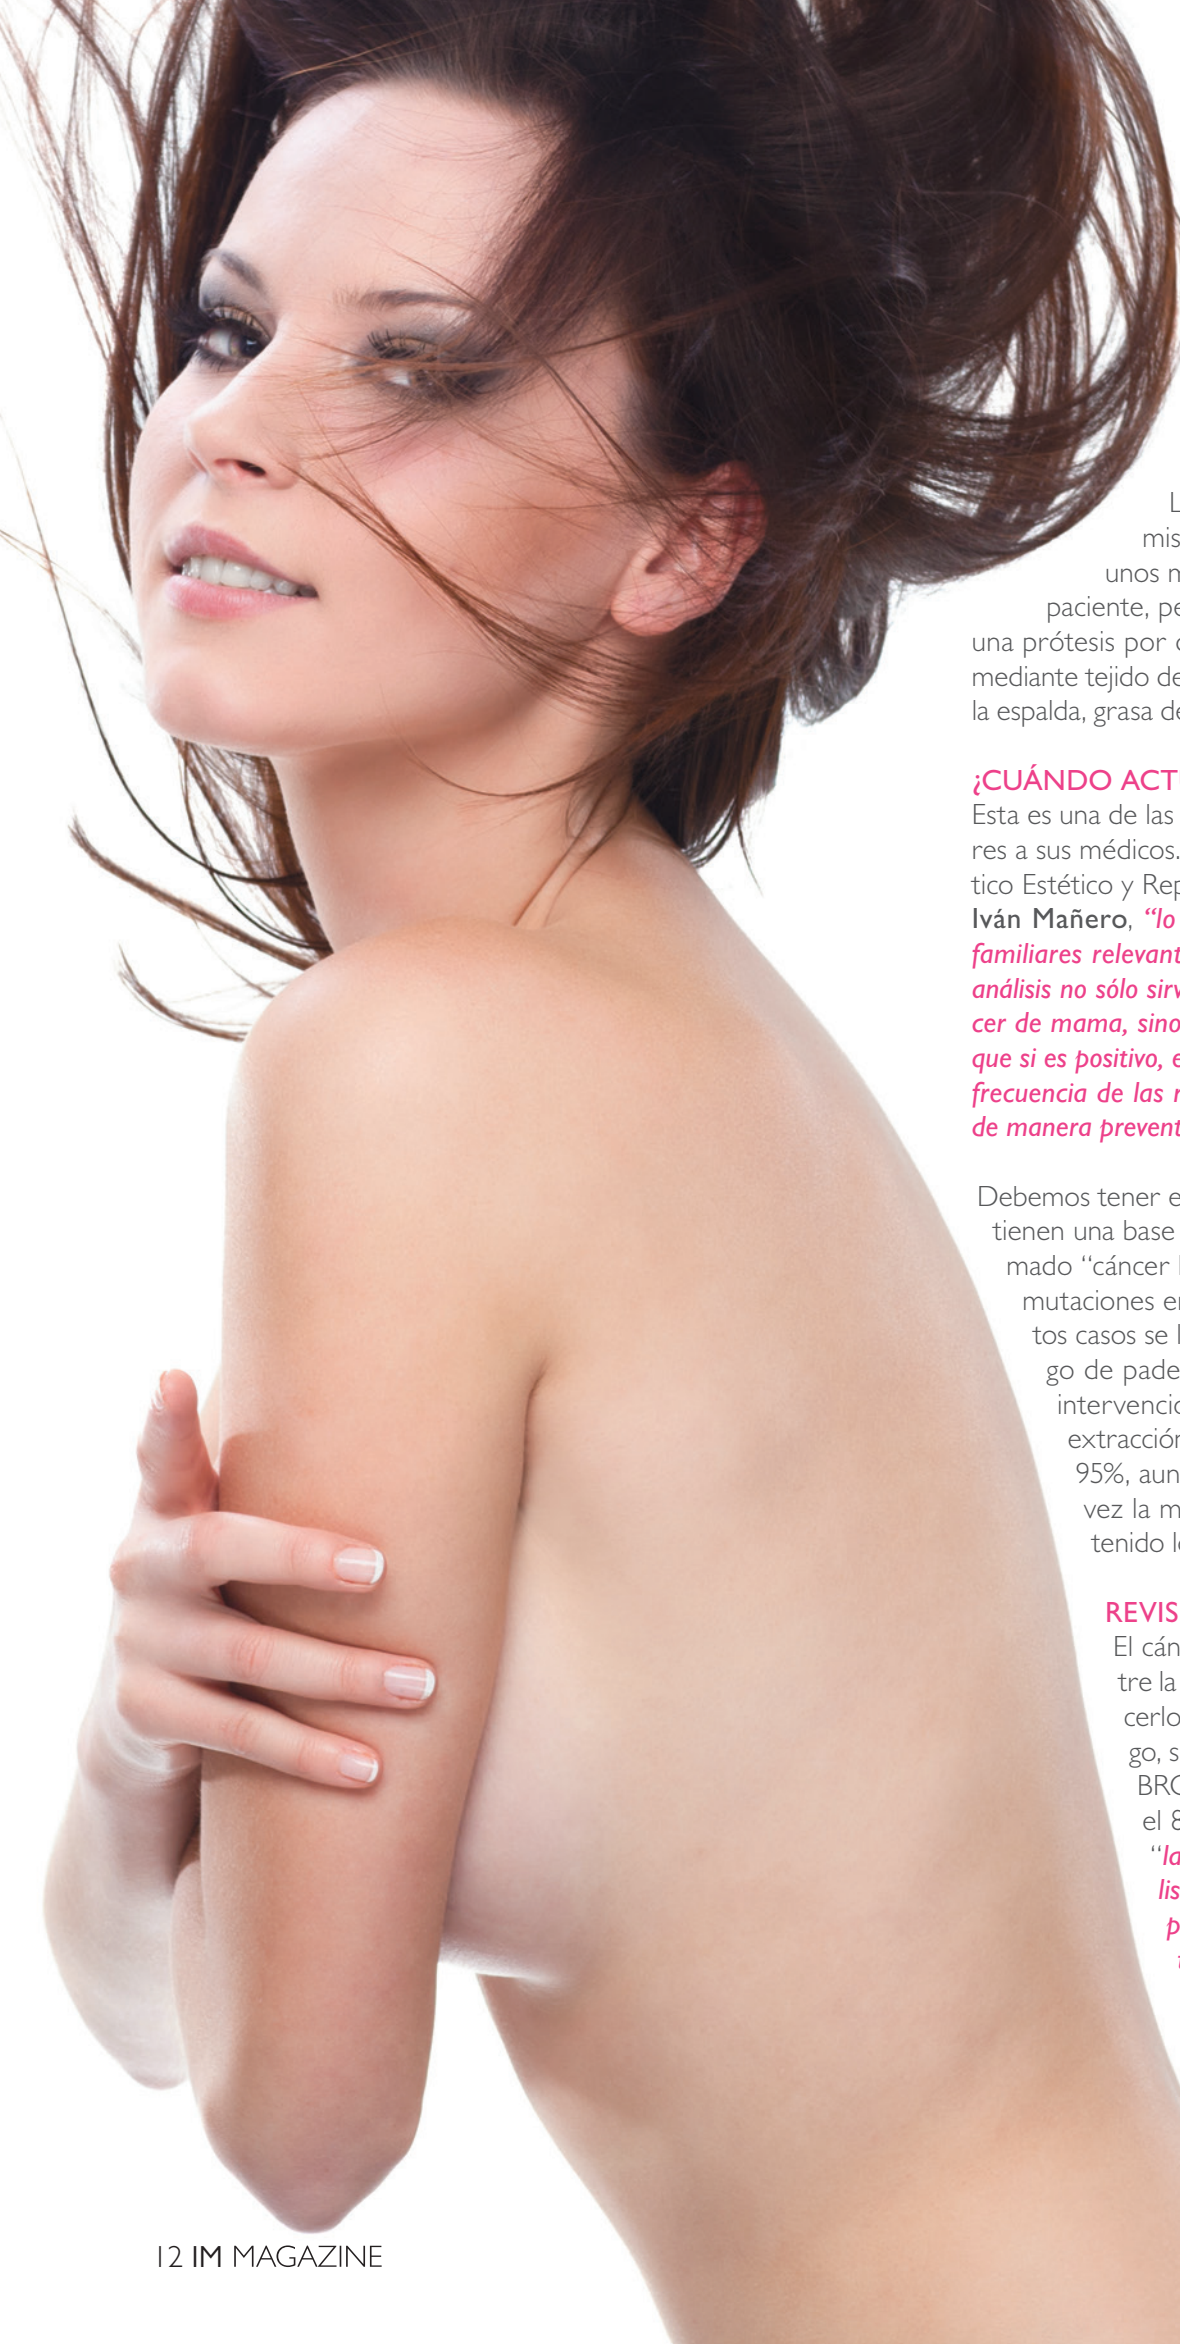 L
mis
unos m
paciente, pe
una prótesis por
mediante tejido de
la espalda, grasa de
¿CUÁNDO ACT
Esta es una de las
res a sus médicos.
tico Estético y Rep
Iván Mañero, “lo
familiares relevant
análisis no sólo sirv
cer de mama, sino
que si es positivo, e
frecuencia de las r
de manera prevent
Debemos tener e
tienen una base
mado “cáncer
mutaciones en
tos casos se
go de pade
intervencio
extracción
95%, aun
vez la m
tenido l
REVIS
El cán
tre la
cerlo
go, s
BRC
el 8
“la
lis
p
12 IM MAGAZINE